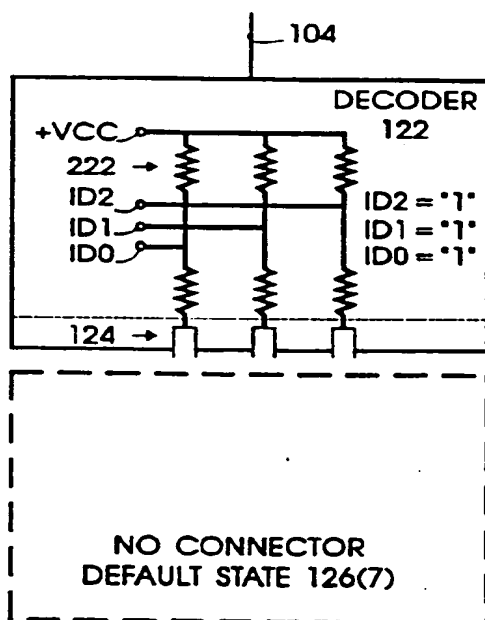 104
DECODER
122
+VCC
222
ID2
ID1
ID0
ID2 = "1"
ID1 = "1"
ID0 = "1"
124
NO CONNECTOR
DEFAULT STATE 126(7)